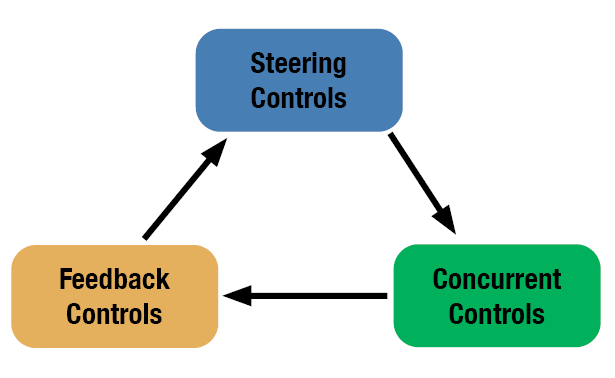 Steering
Controls
Feedback
Controls
Concurrent
Controls